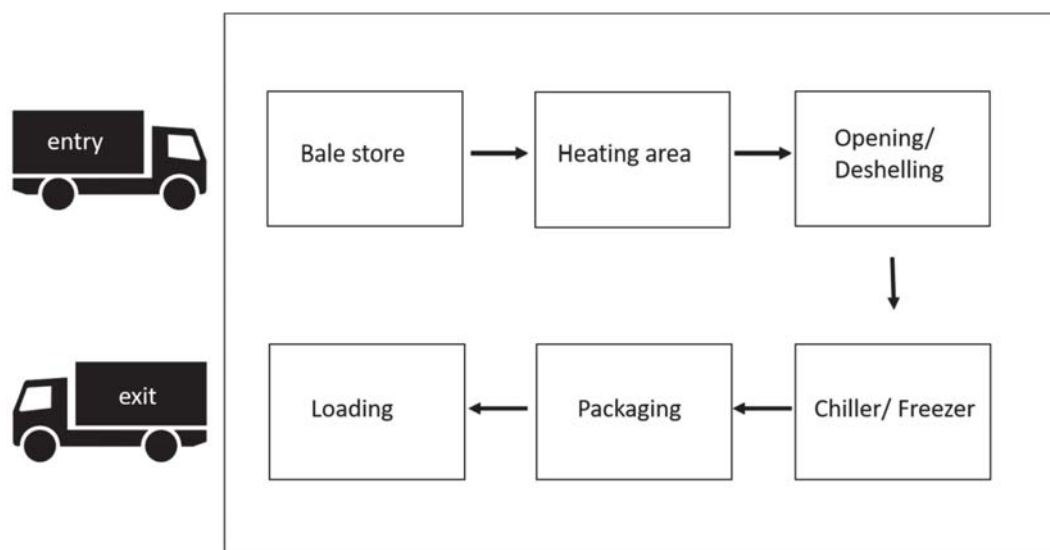 entry
Bale store
Heating area
Opening/
Deshelling
exit
Loading
Packaging
Chiller/ Freezer